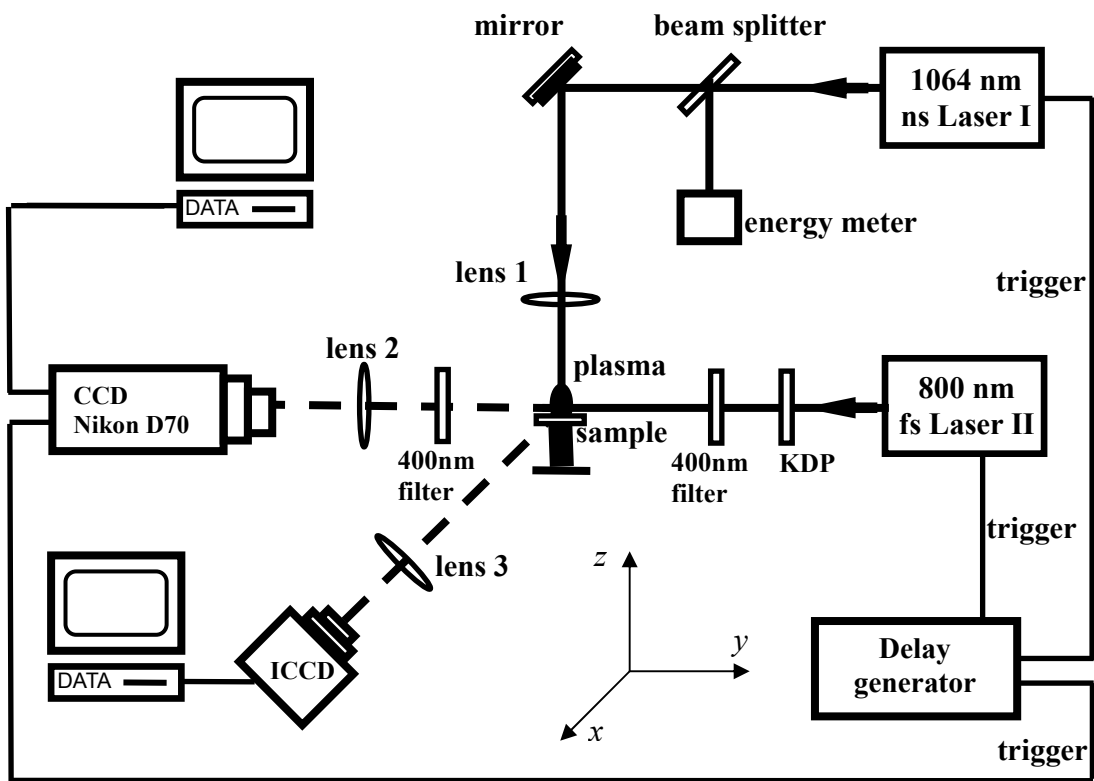 mirror
beam splitter
1064 nm
ns Laser I
DATA
energy meter
lens 1
trigger
lens 2
plasma
CCD
Nikon D70
800 nm
fs Laser II
sample
400nm
filter
400nm
filter
KDP
trigger
lens 3
z
DATA
ICCD
y
Delay
generator
x
trigger